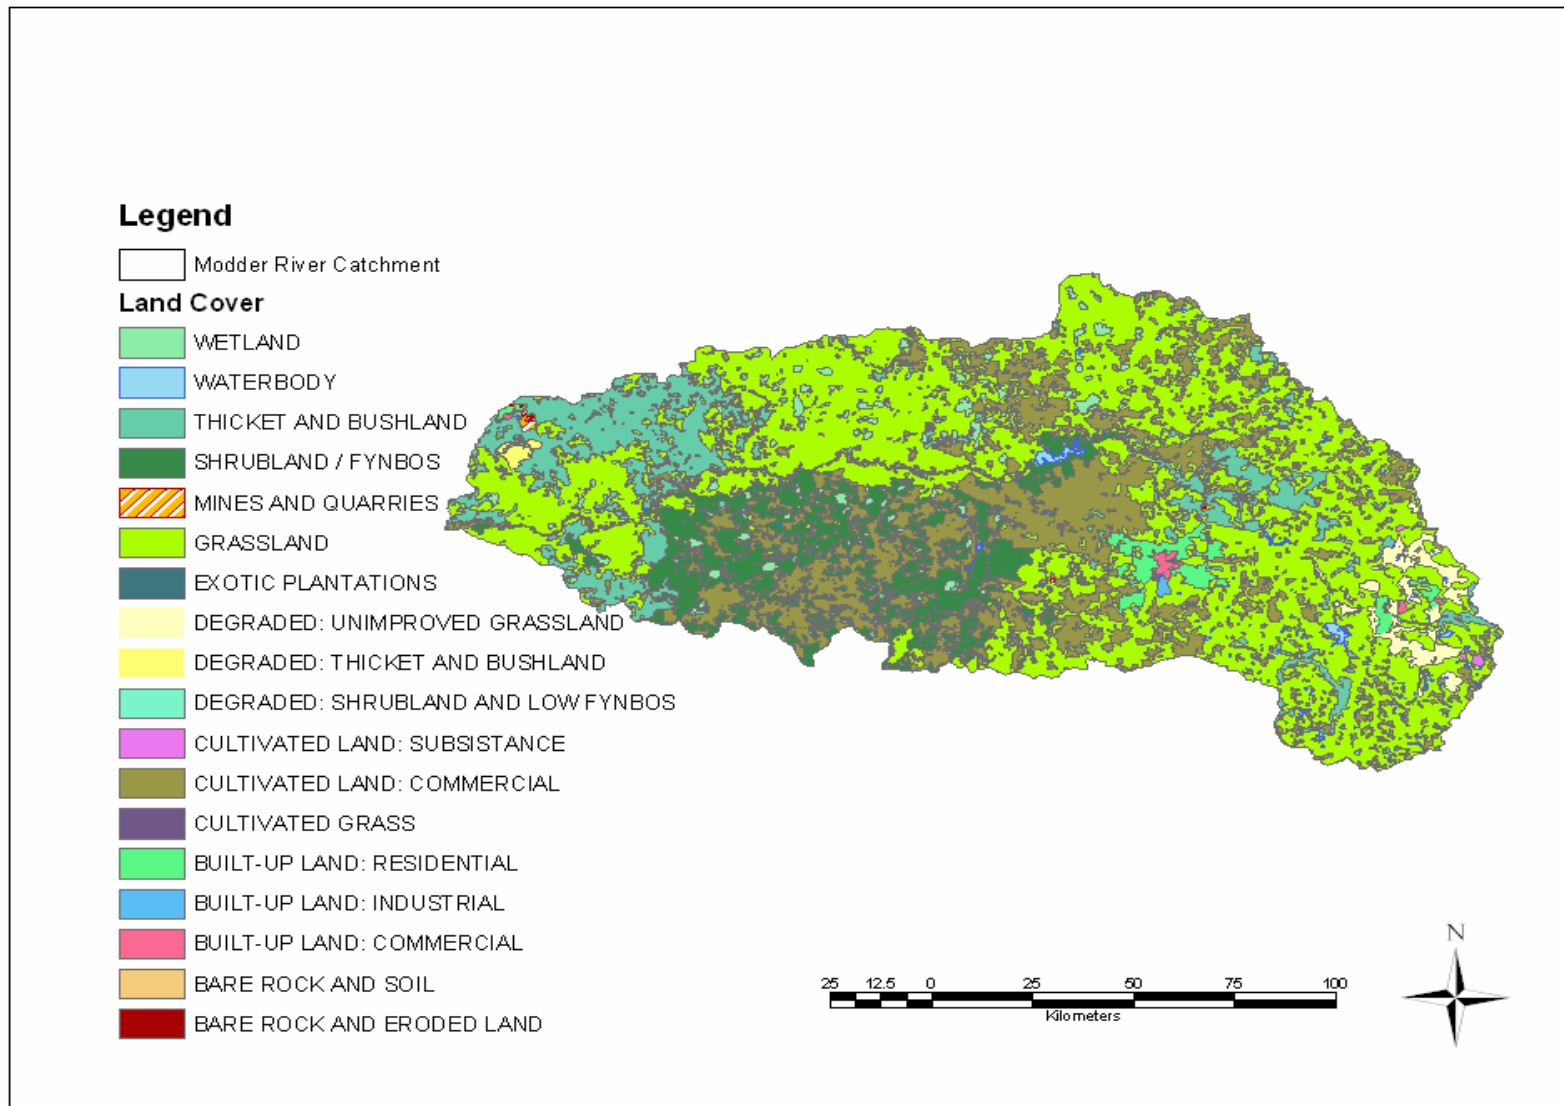 Legend
Modder River Catchment
Land Cover
WETLAND
WATERBODY
THICKET AND BUSHLAND
SHRUBLAND / FYNBOS
MINES AND QUARRIES
GRASSLAND
EXOTIC PLANTATIONS
DEGRADED: UNIMPROVED GRASSLAND
DEGRADED: THICKET AND BUSHLAND
DEGRADED: SHRUBLAND AND LOW FYNBOS
CULTIVATED LAND: SUBSISTANCE
CULTIVATED LAND: COMMERCIAL
CULTIVATED GRASS
BUILT-UP LAND: RESIDENTIAL
BUILT-UP LAND: INDUSTRIAL
BUILT-UP LAND: COMMERCIAL
BARE ROCK AND SOIL
BARE ROCK AND ERODED LAND
N
25 12.5 0 25 50 75 100
Kilometers